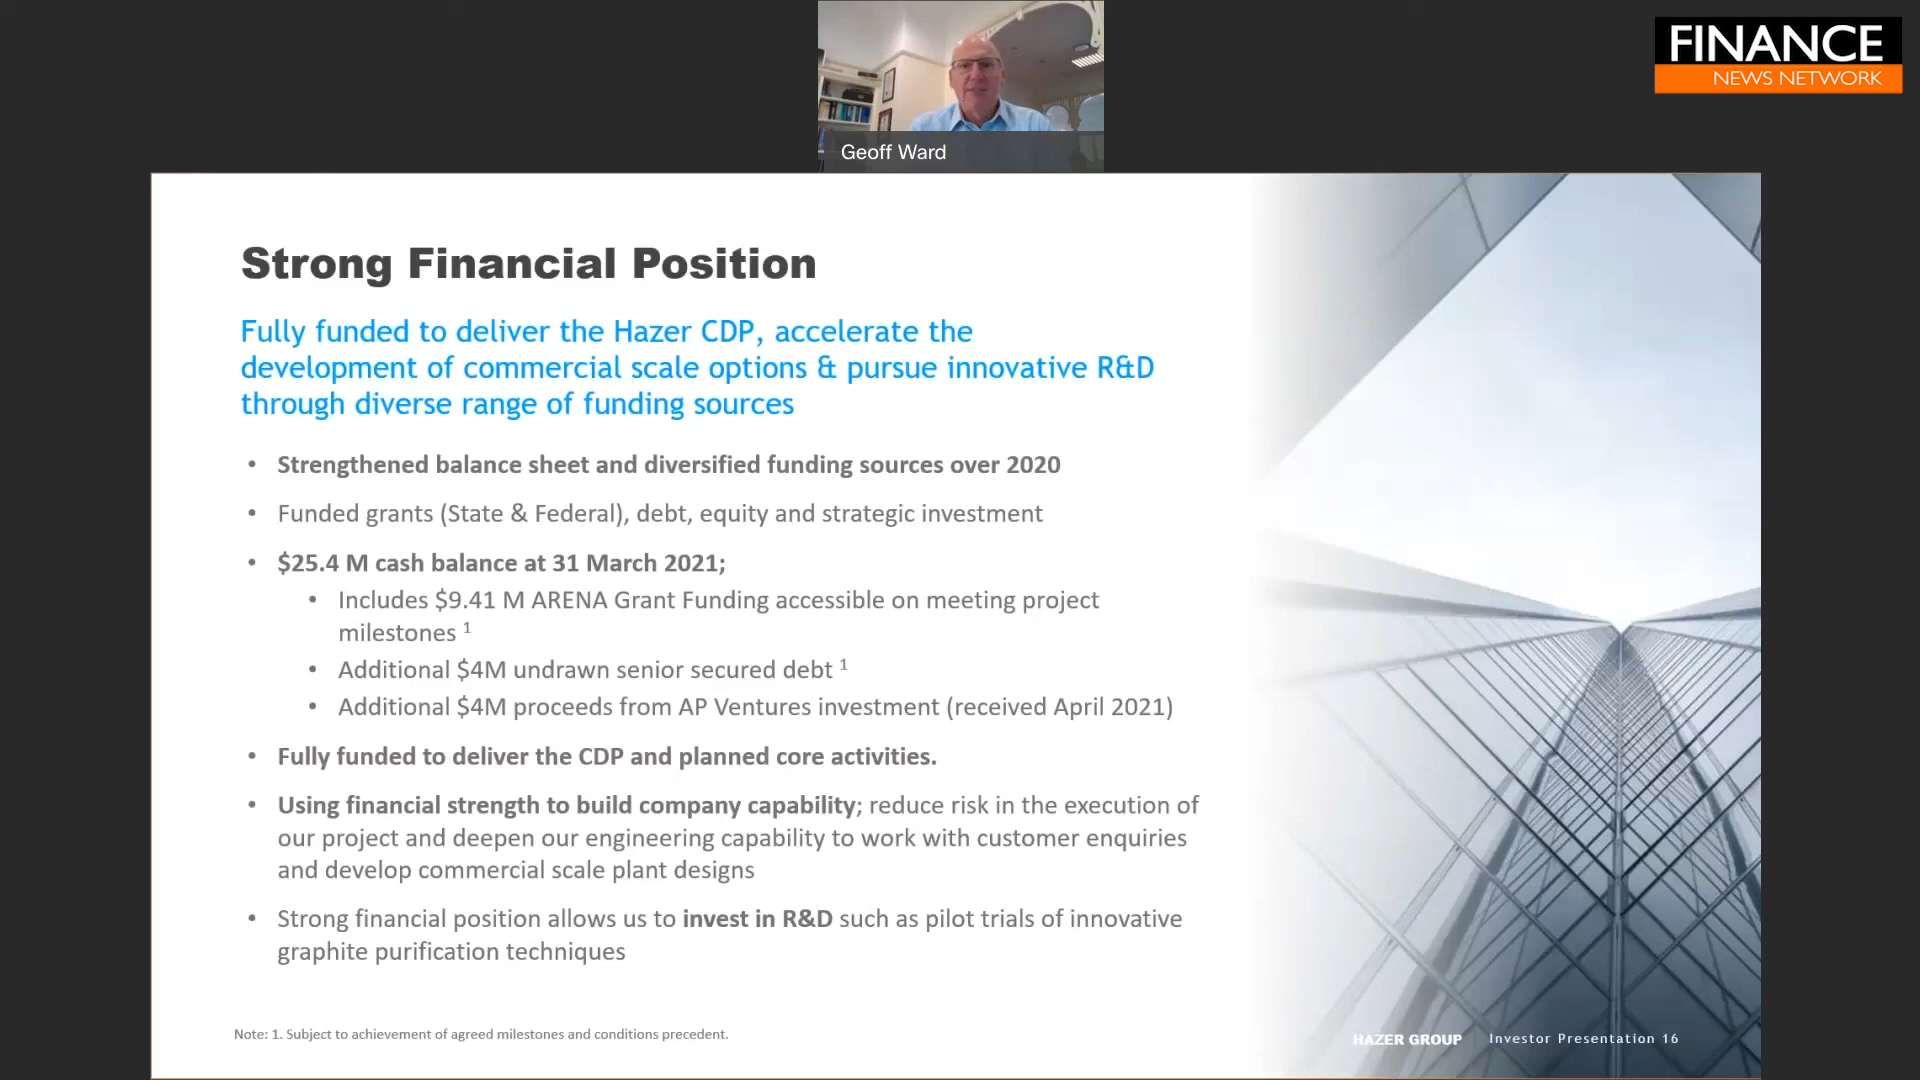 FINANCE
NEWS NETWORK
Geoff Ward
Strong Financial Position
Fully funded to deliver the Hazer CDP, accelerate the
development of commercial scale options & pursue innovative R&D
through diverse range of funding sources
• Strengthened balance sheet and diversified funding sources over 2020
• Funded grants (State & Federal), debt, equity and strategic investment
• $25.4 M cash balance at 31 March 2021;
• Includes $9.41 M ARENA Grant Funding accessible on meeting project
milestones 1
• Additional $4M undrawn senior secured debt 1
• Additional $4M proceeds from AP Ventures investment (received April 2021)
• Fully funded to deliver the CDP and planned core activities.
• Using financial strength to build company capability; reduce risk in the execution of
our project and deepen our engineering capability to work with customer enquiries
and develop commercial scale plant designs
• Strong financial position allows us to invest in R&D such as pilot trials of innovative
graphite purification techniques
Note: 1. Subject to achievement of agreed milestones and conditions precedent.
HAZER GROUP Investor Presentation 16